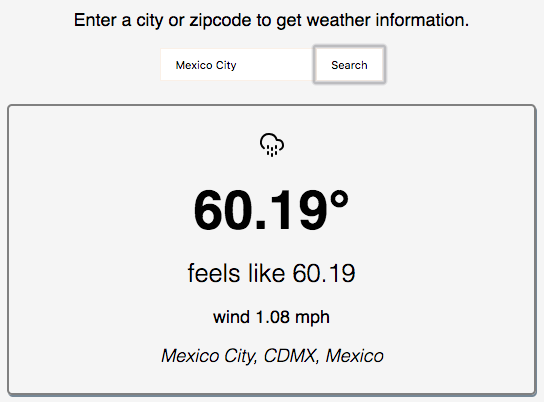 Enter a city or zipcode to get weather information.
Mexico City
Search
60.19°
feels like 60.19
wind 1.08 mph
Mexico City, CDMX, Mexico